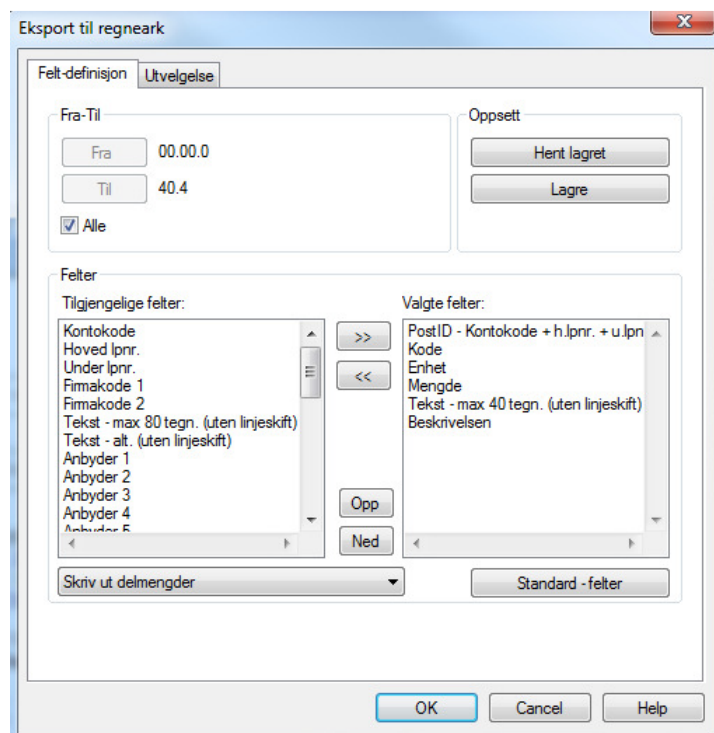 Eksport til regneark
Felt-definisjon
Utvelgelse
Fra-Til
Fra
00.00.0
Til
40.4
Alle
Oppsett
Hent lagret
Lagre
Felter
Tilgjengelige felter:
Kontokode
Hoved lpnr.
Under lpnr.
Firmakode 1
Firmakode 2
Tekst - max 80 tegn. (uten linjeskift)
Tekst - alt. (uten linjeskift)
Anbyder 1
Anbyder 2
Anbyder 3
Anbyder 4
Anbyder 5
>>
<<
Opp
Ned
Valgte felter:
PostID - Kontokode + h.lpnr. + u.lpn
Kode
Enhet
Mengde
Tekst - max 40 tegn. (uten linjeskift)
Beskrivelsen
Skriv ut delmengder
Standard - felter
OK
Cancel
Help